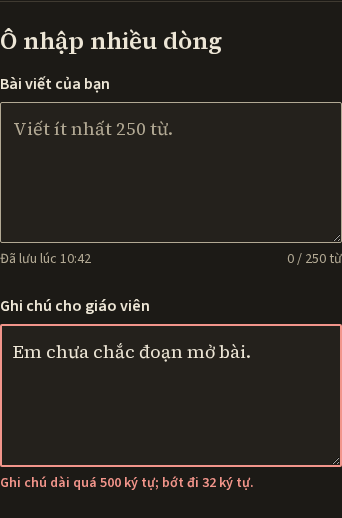 Ô nhập nhiều dòng
Bài viết của bạn
Viết ít nhất 250 từ.
Đã lưu lúc 10:42
0 / 250 từ
Ghi chú cho giáo viên
Em chưa chắc đoạn mở bài.
Ghi chú dài quá 500 ký tự; bớt đi 32 ký tự.